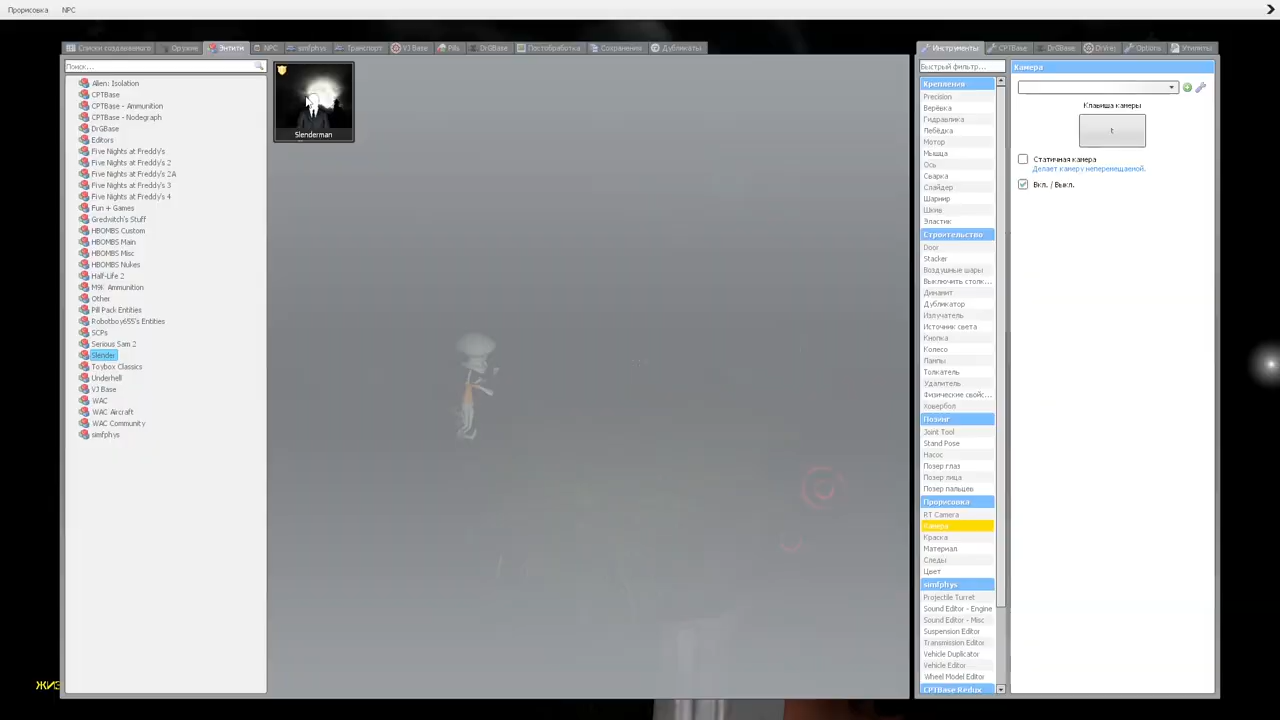 Прорисовка NPC
Списки создаваемого Оружие Энтити NPC simfphys Транспорт VJ Base Pills DrGBase Постобработка Сохранения Дубликаты
Поиск...
Alien: Isolation
CPTBase
CPTBase - Ammunition
CPTBase - Nodegraph
DrGBase
Editors
Five Nights at Freddy's
Five Nights at Freddy's 2
Five Nights at Freddy's 2A
Five Nights at Freddy's 3
Five Nights at Freddy's 4
Fun + Games
Gredwitch's Stuff
HBOMBS Custom
HBOMBS Main
HBOMBS Misc
HBOMBS Nukes
Half-Life 2
M9K Ammunition
Other
Pill Pack Entities
Robotboy655's Entities
SCPs
Serious Sam 2
Slender
Toybox Classics
Underhell
VJ Base
WAC
WAC Aircraft
WAC Community
simfphys
Slenderman
Инструменты CPTBase DrGBase DrVrej Options Утилиты
Быстрый фильтр...
Крепления
Precision
Верёвка
Гидравлика
Лебёдка
Мотор
Мышца
Ось
Сварка
Слайдер
Шарнир
Шкив
Эластик
Строительство
Door
Stacker
Воздушные шары
Выключить столк...
Динамит
Дубликатор
Излучатель
Источник света
Кнопка
Колесо
Лампы
Толкатель
Удалитель
Физические свойс...
Ховербол
Позинг
Joint Tool
Stand Pose
Насос
Позер глаз
Позер лица
Позер пальцев
Прорисовка
RT Camera
Камера
Краска
Материал
Следы
Цвет
simfphys
Projectile Turret
Sound Editor - Engine
Sound Editor - Misc
Suspension Editor
Transmission Editor
Vehicle Duplicator
Vehicle Editor
Wheel Model Editor
CPTBase Redux
Камера
Клавиша камеры
t
Статичная камера
Делает камеру неперемещаемой.
Вкл. / Выкл.
ЖИЗ